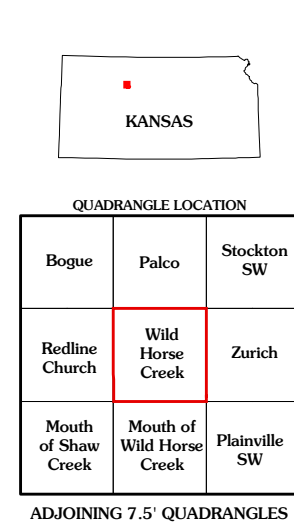 KANSAS
QUADRANGLE LOCATION
Bogue
Palco
Stockton
SW
Redline
Church
Wild
Horse
Creek
Zurich
Mouth
of Shaw
Creek
Mouth of
Wild Horse
Creek
Plainville
SW
ADJOINING 7.5' QUADRANGLES